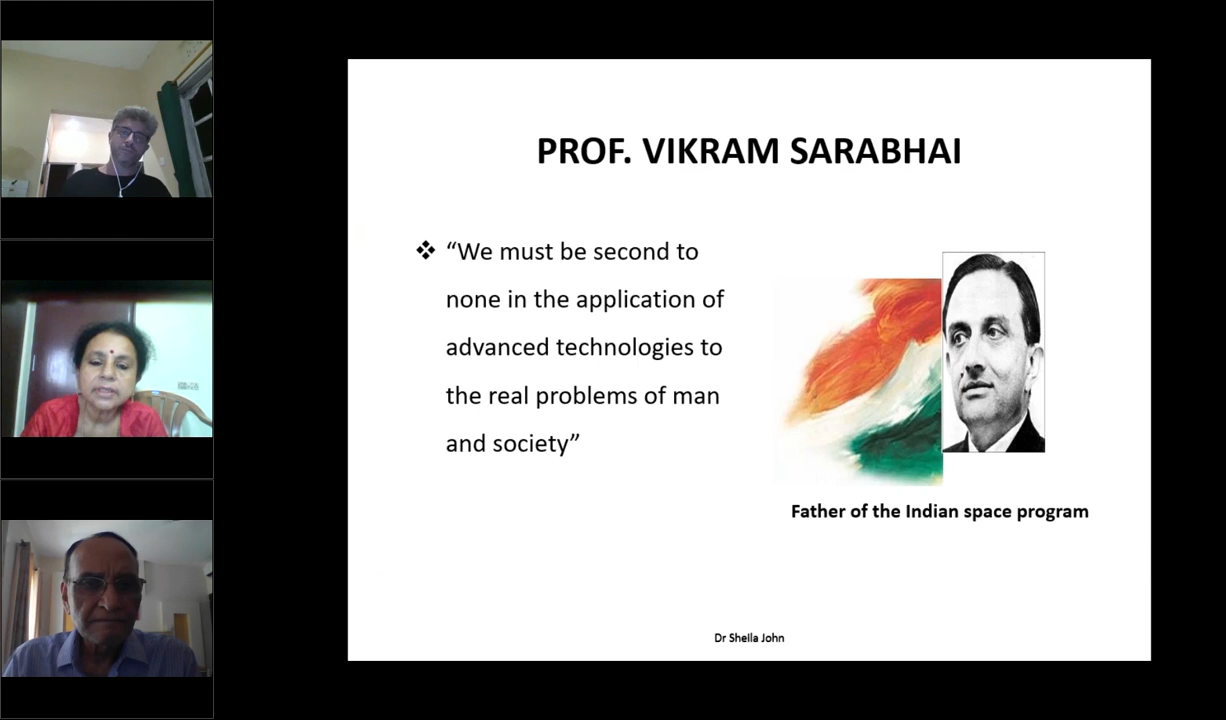 PROF. VIKRAM SARABHAI
❖ “We must be second to
none in the application of
advanced technologies to
the real problems of man
and society”
Father of the Indian space program
Dr Sheila John